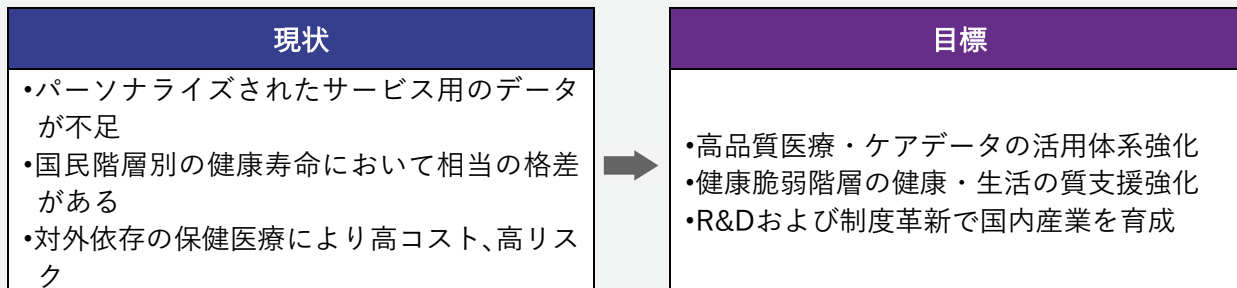 現状
•パーソナライズされたサービス用のデータ
が不足
•国民階層別の健康寿命において相当の格差
がある
•対外依存の保健医療により高コスト、高リス
ク
目標
•高品質医療・ケアデータの活用体系強化
•健康脆弱階層の健康・生活の質支援強化
•R&Dおよび制度革新で国内産業を育成